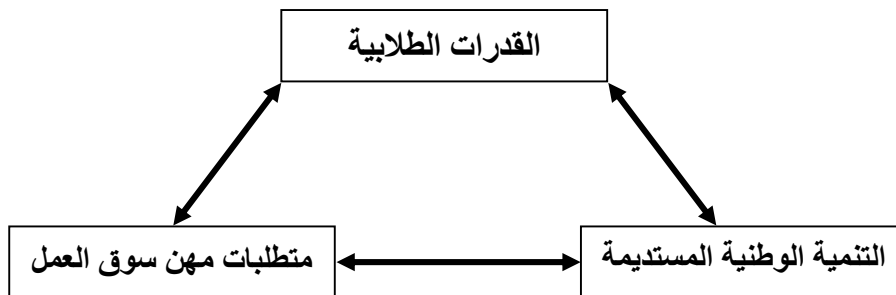 القدرات الطلابية
التنمية الوطنية المستديمة
متطلبات مهن سوق العمل